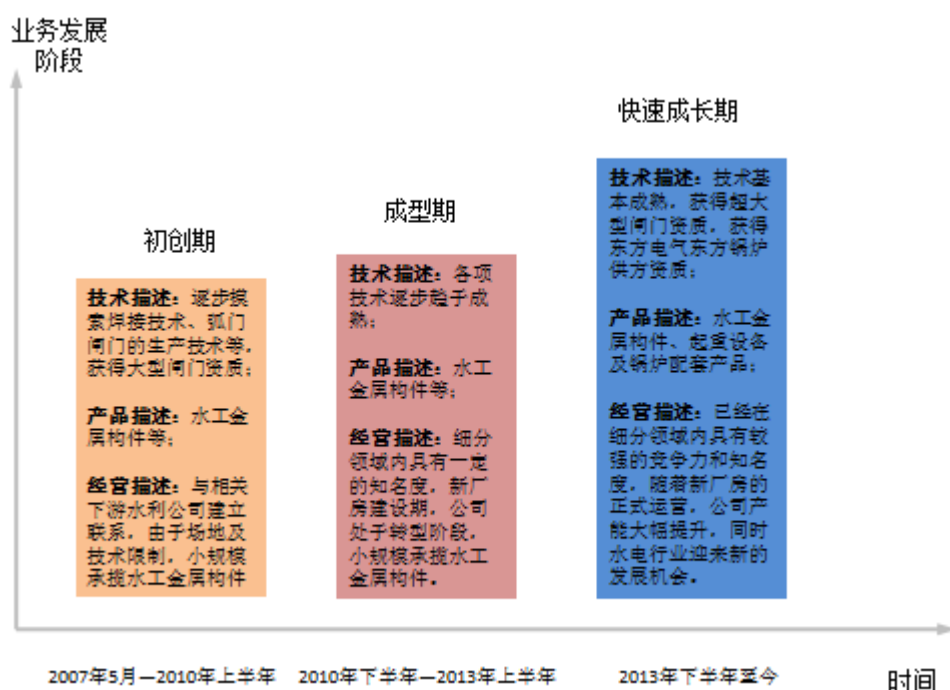 业务发展
阶段
快速成长期
成型期
初创期
技术描述：技术基
本成熟，获得超大
型闸门资质，获得
东方电气东方锅炉
供方资质；
产品描述：水工金
属构件、起重设备
及锅炉配套产品；
经营描述：已经在
细分领域内具有较
强的竞争力和知名
度，随着新厂房的
正式运营，公司产
能大幅提升，同时
水电行业迎来新的
发展机会。
技术描述：各项
技术逐步趋于成
熟；
产品描述：水工
金属构件等；
经营描述：细分
领域内具有一定
的知名度，新厂
房建设期，公司
处于转型阶段，
小规模承揽水工
金属构件。
技术描述：逐步摸
索焊接技术、弧门
闸门的生产技术等，
获得大型闸门资质；
产品描述：水工金
属构件等；
经营描述：与相关
下游水利公司建立
联系，由于场地及
技术限制，小规模
承揽水工金属构件
2007年5月—2010年上半年
2010年下半年—2013年上半年
2013年下半年至今
时间